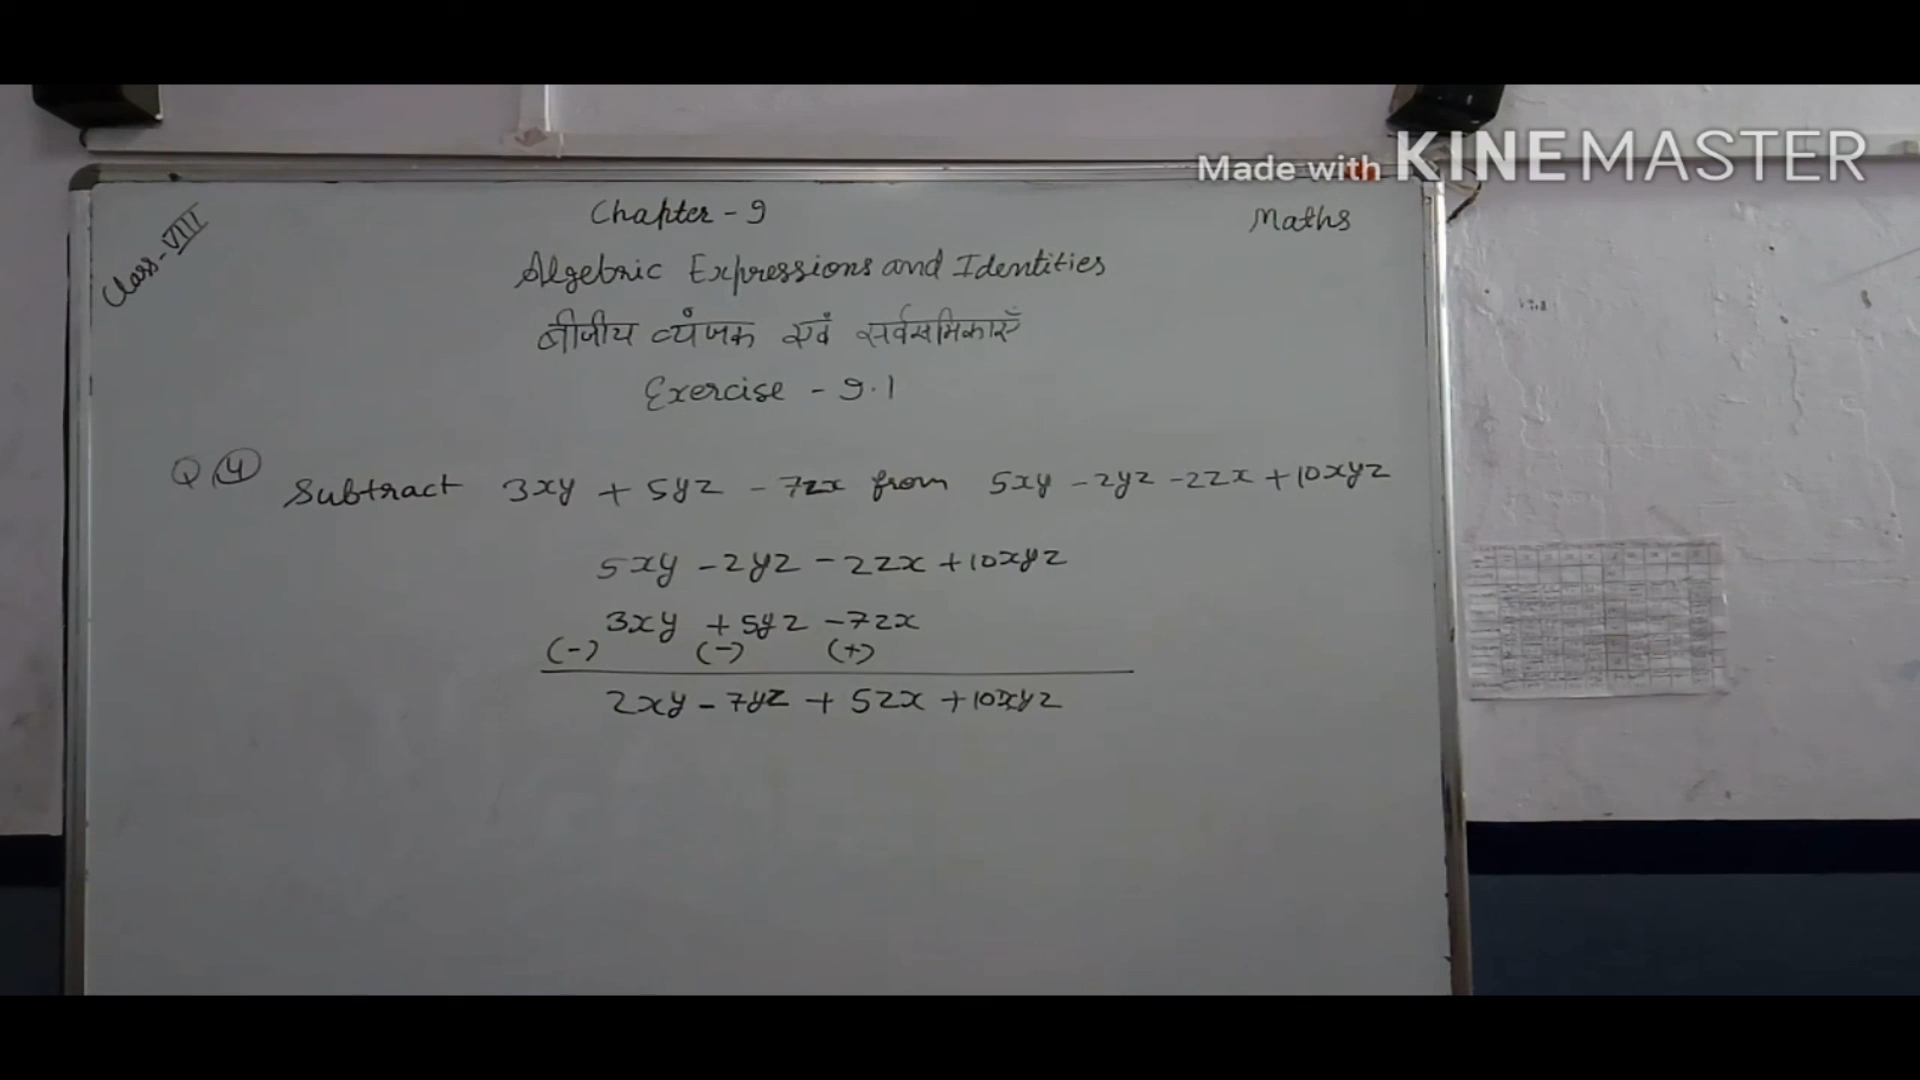 Made with KINEMASTER
Class-VIII
Chapter - 9
Maths
Algebric Expressions and Identities
बीजीय व्यंजक एवं सर्वसमिकाएँ
Exercise - 9.1
Q. 4 Subtract 3xy + 5yz - 7zx from 5xy - 2yz - 2zx + 10xyz
5xy - 2yz - 2zx + 10xyz
3xy + 5yz - 7zx
(-) (-) (+)
2xy - 7yz + 5zx + 10xyz